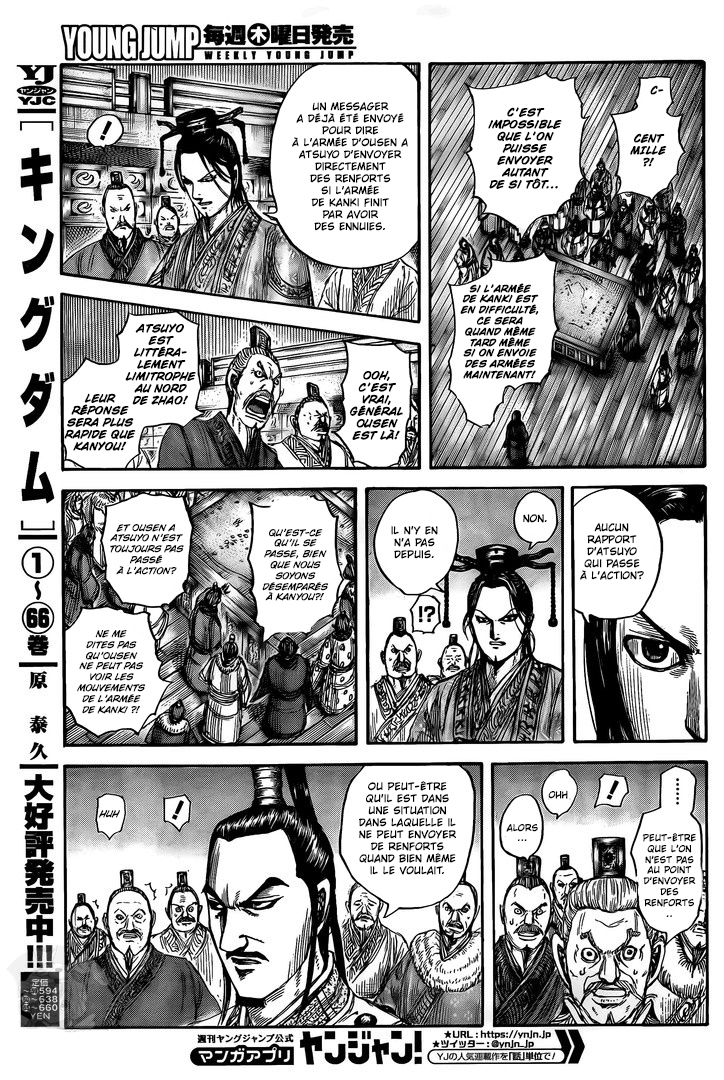 YOUNG JUMP 毎週木曜日発売
WEEKLY YOUNG JUMP
C-
CENT
MILLE
?!
C'EST
IMPOSSIBLE
QUE L'ON
PUISSE
ENVOYER
AUTANT
DE SI TÔT...
SI L'ARMÉE
DE KANKI EST
EN DIFFICULTÉ,
CE SERA
QUAND MÊME
TARD MÊME
SI ON ENVOIE
DES ARMÉES
MAINTENANT!
UN MESSAGER
A DÉJÀ ÉTÉ ENVOYÉ
POUR DIRE
À L'ARMÉE D'OUSEN A
ATSUYO D'ENVOYER
DIRECTEMENT
DES RENFORTS
SI L'ARMÉE
DE KANKI FINIT
PAR AVOIR
DES ENNUIES.
!
OOH,
C'EST
VRAI,
GÉNÉRAL
OUSEN
EST LÀ!
ATSUYO
EST
LITTÉRA-
LEMENT
LIMITROPHE
AU NORD
DE ZHAO!
LEUR
RÉPONSE
SERA PLUS
RAPIDE QUE
KANYOU!
AUCUN
RAPPORT
D'ATSUYO
QUI PASSE
À L'ACTION?
NON.
IL N'Y EN
N'A PAS
DEPUIS.
!?
QU'EST-CE
QU'IL SE
PASSE, BIEN
QUE NOUS
SOYONS
DÉSEMPARÉS
À KANYOU?!
ET OUSEN A
ATSUYO N'EST
TOUJOURS PAS
PASSÉ
À L'ACTION?
NE ME
DITES PAS
QU'OUSEN
NE PEUT PAS
VOIR LES
MOUVEMENTS
DE L'ARMÉE
DE KANKI ?!
......
PEUT-ÊTRE
QUE L'ON
N'EST PAS
AU POINT
D'ENVOYER
DES
RENFORTS
..
!
OHH
ALORS
...
OU PEUT-ÊTRE
QU'IL EST DANS
UNE SITUATION
DANS LAQUELLE IL
NE PEUT ENVOYER
DE RENFORTS
QUAND BIEN MÊME
IL LE VOULAIT.
!
HUH
YJ
ヤンジャン
YJC
[キングダム]
①〜66巻
原泰久
大好評発売中!!!
定価
594
638
660
YEN
週刊ヤングジャンプ公式
マンガアプリ
ヤンジャン!
★URL:https://ynjn.jp
★ツイッター:@ynjn_jp
YJの人気連載作を「話」単位で!